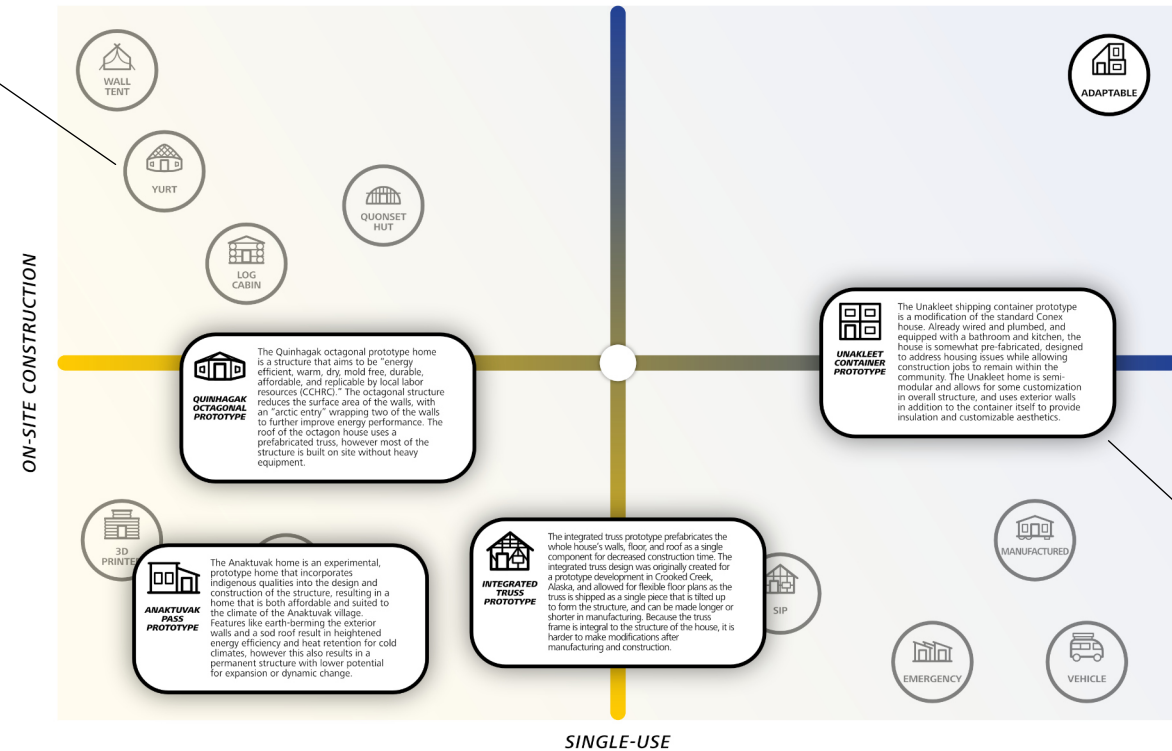 WALL
TENT
ADAPTABLE
YURT
QUONSET
HUT
LOG
CABIN
ON-SITE CONSTRUCTION
QUINHAGAK
OCTAGONAL
PROTOTYPE
The Quinhagak octagonal prototype home
is a structure that aims to be "energy
efficient, warm, dry, mold free, durable,
affordable, and replicable by local labor
resources (CCHRC)." The octagonal structure
reduces the surface area of the walls, with
an "arctic entry" wrapping two of the walls
to further improve energy performance. The
roof of the octagon house uses a
prefabricated truss, however most of the
structure is built on site without heavy
equipment.
UNAKLEET
CONTAINER
PROTOTYPE
The Unakleet shipping container prototype
is a modification of the standard Conex
house. Already wired and plumbed, and
equipped with a bathroom and kitchen, the
house is somewhat pre-fabricated, designed
to address housing issues while allowing
construction jobs to remain within the
community. The Unakleet home is semi-
modular and allows for some customization
in overall structure, and uses exterior walls
in addition to the container itself to provide
insulation and customizable aesthetics.
3D
PRINTE
ANAKTUVAK
PASS
PROTOTYPE
The Anaktuvak home is an experimental,
prototype home that incorporates
indigenous qualities into the design and
construction of the structure, resulting in a
home that is both affordable and suited to
the climate of the Anaktuvak village.
Features like earth-berming the exterior
walls and a sod roof result in heightened
energy efficiency and heat retention for cold
climates, however this also results in a
permanent structure with lower potential
for expansion or dynamic change.
INTEGRATED
TRUSS
PROTOTYPE
The integrated truss prototype prefabricates the
whole house's walls, floor, and roof as a single
component for decreased construction time. The
integrated truss design was originally created for
a prototype development in Crooked Creek,
Alaska, and allowed for flexible floor plans as the
truss is shipped as a single piece that is tilted up
to form the structure, and can be made longer or
shorter in manufacturing. Because the truss
frame is integral to the structure of the house, it is
harder to make modifications after
manufacturing and construction.
SIP
MANUFACTURED
EMERGENCY
VEHICLE
SINGLE-USE